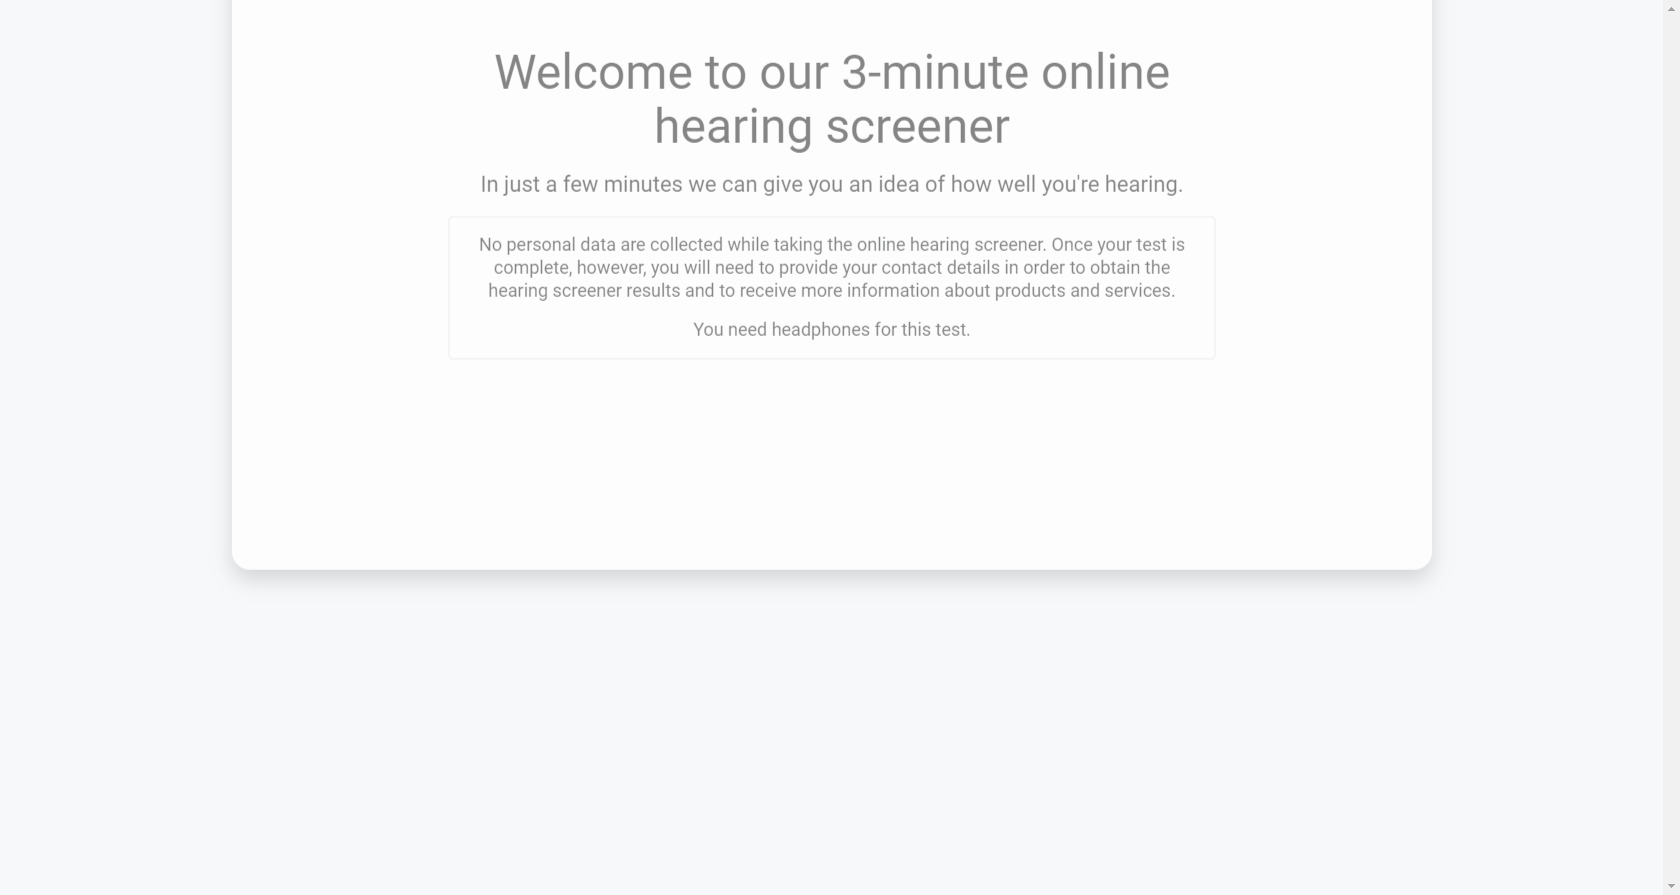 Welcome to our 3-minute online
hearing screener
In just a few minutes we can give you an idea of how well you're hearing.
No personal data are collected while taking the online hearing screener. Once your test is
complete, however, you will need to provide your contact details in order to obtain the
hearing screener results and to receive more information about products and services.
You need headphones for this test.